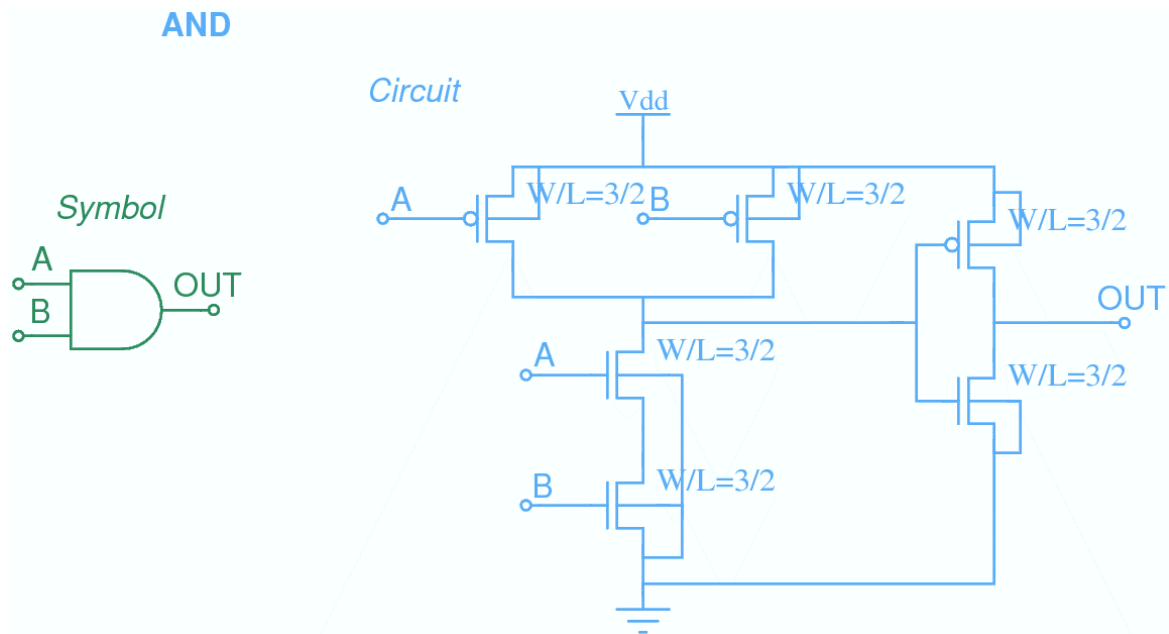 AND
Circuit
Vdd
A
W/L=3/2
B
W/L=3/2
W/L=3/2
Symbol
A
B
OUT
OUT
A
W/L=3/2
W/L=3/2
B
W/L=3/2